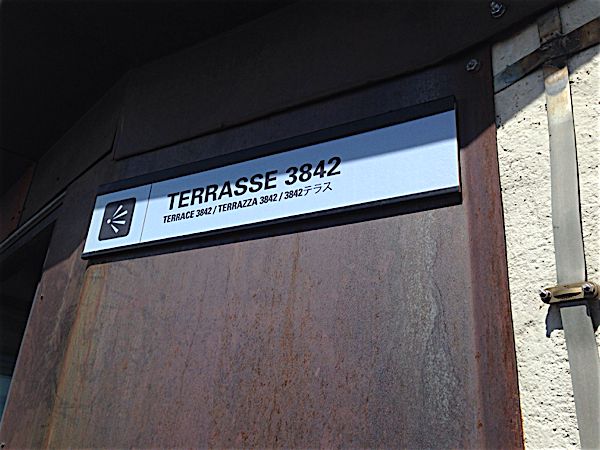 TERRASSE 3842
TERRACE 3842 / TERRAZZA 3842 / 3842テラス